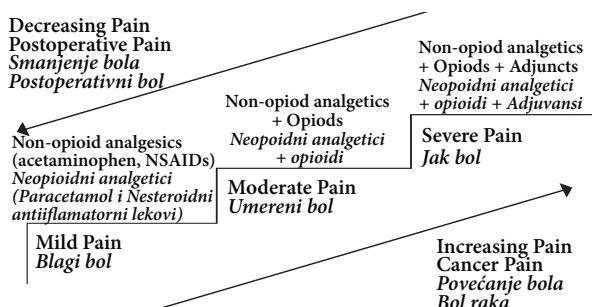 Decreasing Pain
Postoperative Pain
Smanjenje bola
Postoperativni bol
Non-opiod analgetics
+ Opiods + Adjuncts
Neopoidni analgetici
+ opioidi + Adjuvansi
Non-opiod analgetics
+ Opiods
Neopoidni analgetici
+ opioidi
Non-opioid analgesics
(acetaminophen, NSAIDs)
Neopioidni analgetici
(Paracetamol i Nesteroidni
antiiflamatorni lekovi)
Severe Pain
Jak bol
Moderate Pain
Umereni bol
Mild Pain
Blagi bol
Increasing Pain
Cancer Pain
Povećanje bola
Bol raka